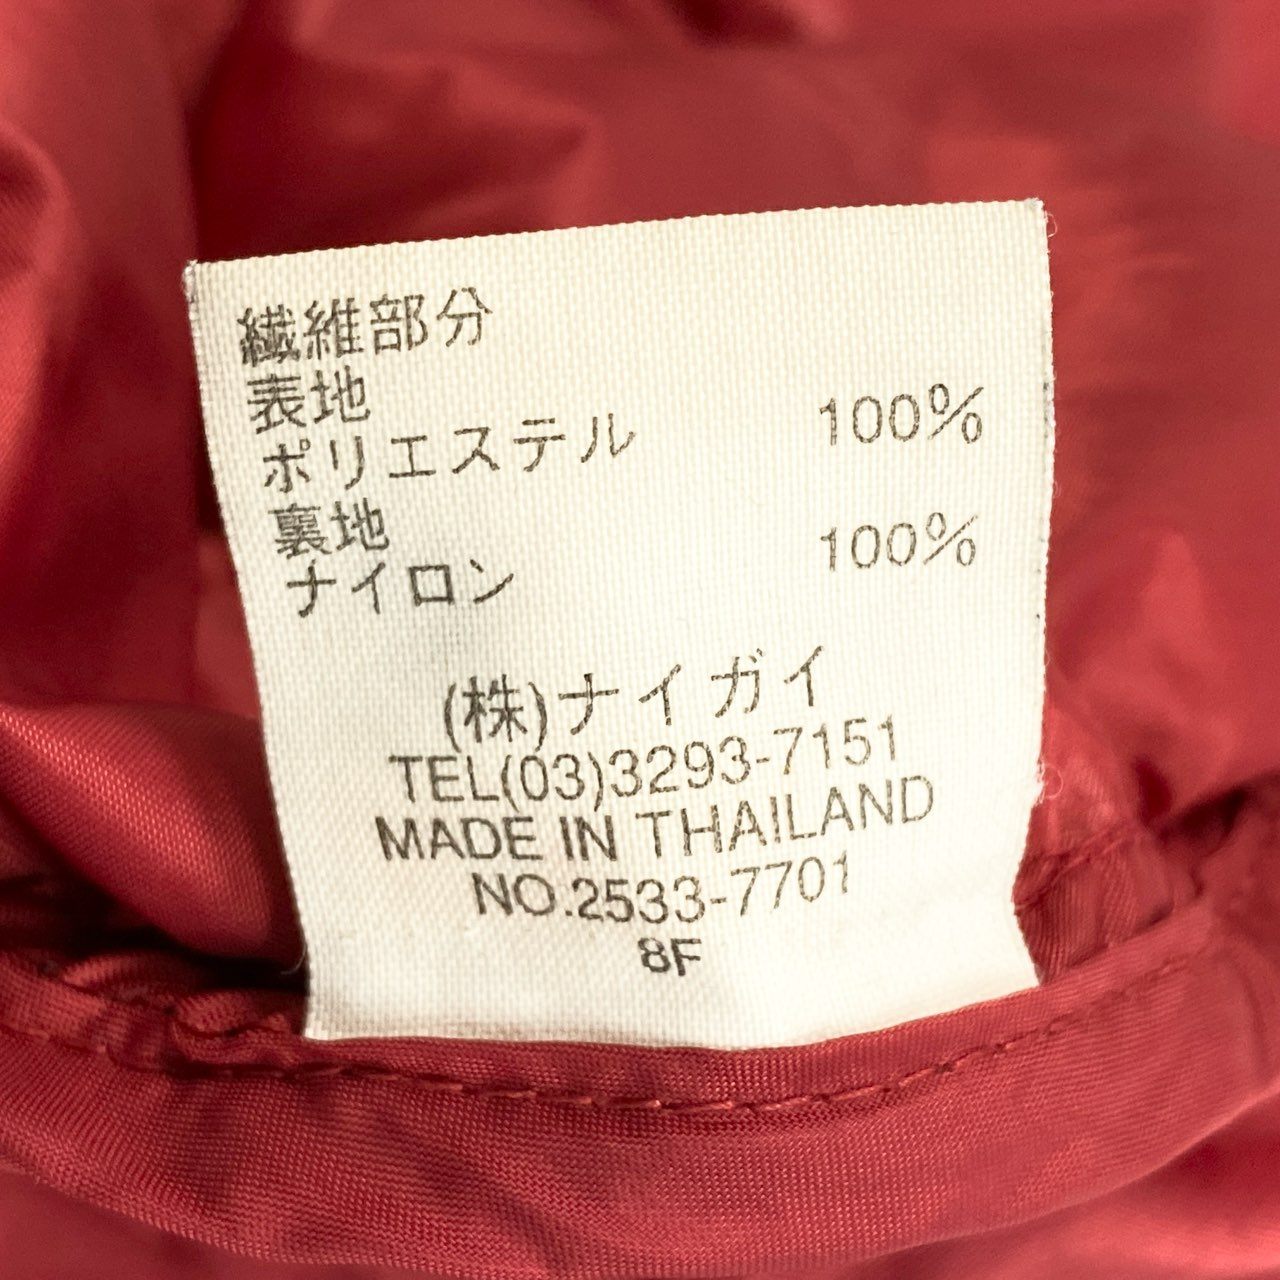 繊維部分
表地
ポリエステル 100%
裏地
ナイロン 100%
(株)ナイガイ
TEL(03)3293-7151
MADE IN THAILAND
NO.2533-7701
8F